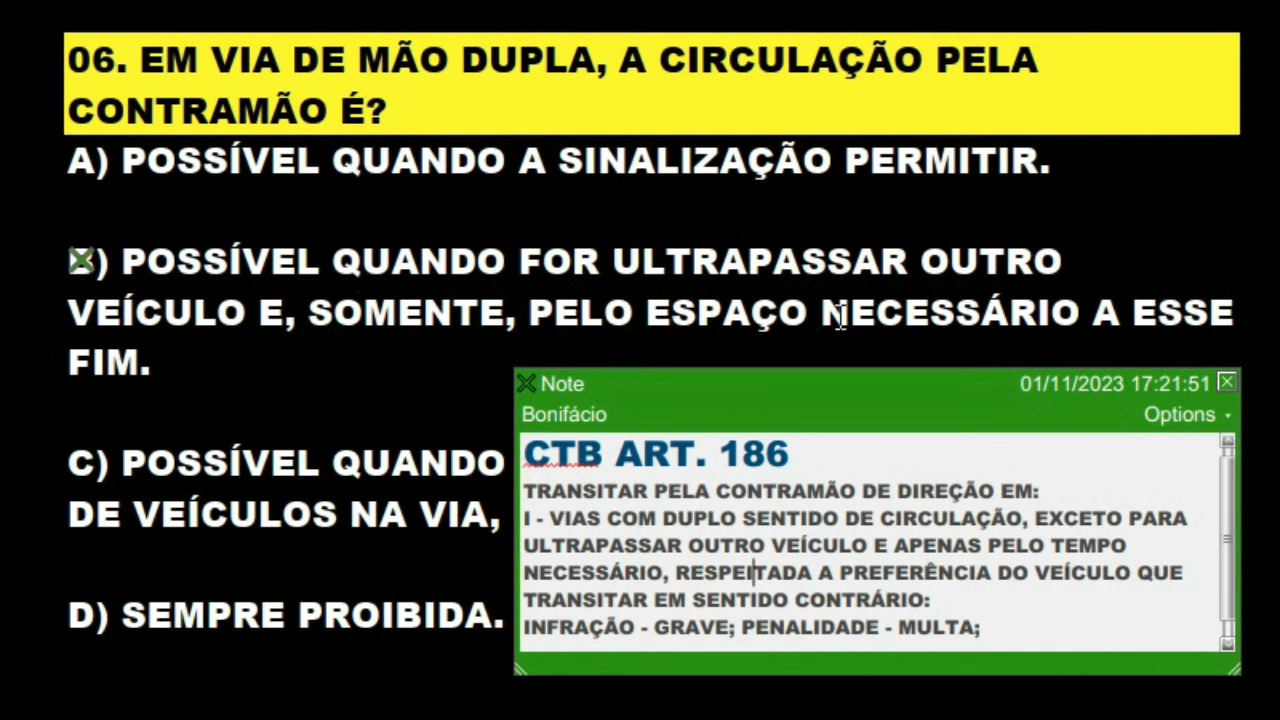 06. EM VIA DE MÃO DUPLA, A CIRCULAÇÃO PELA
CONTRAMÃO É?
A) POSSÍVEL QUANDO A SINALIZAÇÃO PERMITIR.
B) POSSÍVEL QUANDO FOR ULTRAPASSAR OUTRO
VEÍCULO E, SOMENTE, PELO ESPAÇO NECESSÁRIO A ESSE
FIM.
C) POSSÍVEL QUANDO
DE VEÍCULOS NA VIA,
D) SEMPRE PROIBIDA.
Note 01/11/2023 17:21:51
Bonifácio Options
CTB ART. 186
TRANSITAR PELA CONTRAMÃO DE DIREÇÃO EM:
I - VIAS COM DUPLO SENTIDO DE CIRCULAÇÃO, EXCETO PARA
ULTRAPASSAR OUTRO VEÍCULO E APENAS PELO TEMPO
NECESSÁRIO, RESPEITADA A PREFERÊNCIA DO VEÍCULO QUE
TRANSITAR EM SENTIDO CONTRÁRIO:
INFRAÇÃO - GRAVE; PENALIDADE - MULTA;